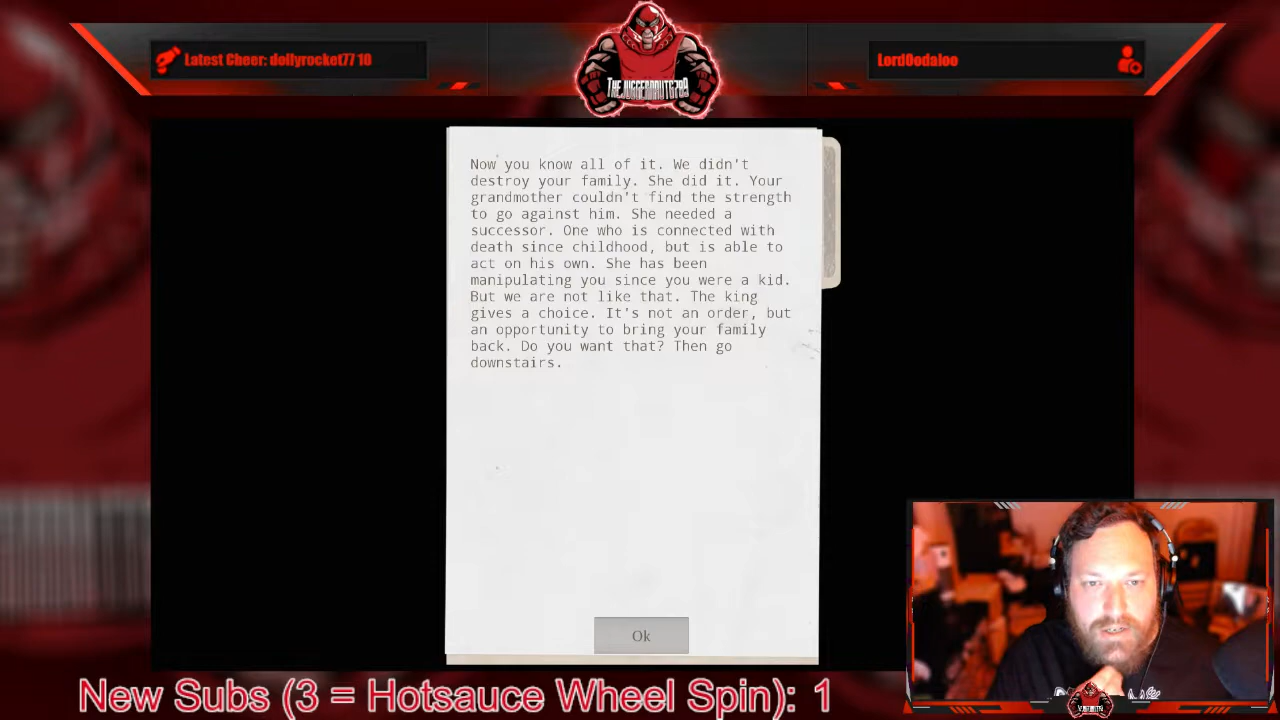 Latest Cheer: dollyrocket77 10
LordOodaloo
TheJuggernaut6789
Now you know all of it. We didn't
destroy your family. She did it. Your
grandmother couldn't find the strength
to go against him. She needed a
successor. One who is connected with
death since childhood, but is able to
act on his own. She has been
manipulating you since you were a kid.
But we are not like that. The king
gives a choice. It's not an order, but
an opportunity to bring your family
back. Do you want that? Then go
downstairs.
Ok
New Subs (3 = Hotsauce Wheel Spin): 1